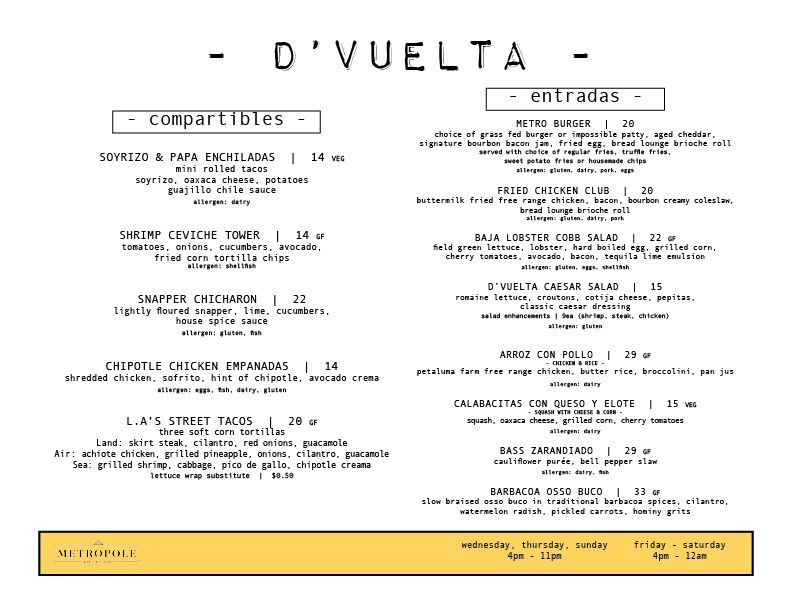 - D'VUELTA -
- compartibles -
SOYRIZO & PAPA ENCHILADAS | 14 VEG
mini rolled tacos
soyrizo, oaxaca cheese, potatoes
guajillo chile sauce
allergen: dairy
SHRIMP CEVICHE TOWER | 14 GF
tomatoes, onions, cucumbers, avocado,
fried corn tortilla chips
allergen: shellfish
SNAPPER CHICHARON | 22
lightly floured snapper, lime, cucumbers,
house spice sauce
allergen: gluten, fish
CHIPOTLE CHICKEN EMPANADAS | 14
shredded chicken, sofrito, hint of chipotle, avocado crema
allergen: eggs, fish, dairy, gluten
L.A'S STREET TACOS | 20 GF
three soft corn tortillas
Land: skirt steak, cilantro, red onions, guacamole
Air: achiote chicken, grilled pineapple, onions, cilantro, guacamole
Sea: grilled shrimp, cabbage, pico de gallo, chipotle creama
lettuce wrap substitute | $0.50
- entradas -
METRO BURGER | 20
choice of grass fed burger or impossible patty, aged cheddar,
signature bourbon bacon jam, fried egg, bread lounge brioche roll
served with choice of regular fries, truffle fries,
sweet potato fries or housemade chips
allergen: gluten, dairy, pork, eggs
FRIED CHICKEN CLUB | 20
buttermilk fried free range chicken, bacon, bourbon creamy coleslaw,
bread lounge brioche roll
allergen: gluten, dairy, pork
BAJA LOBSTER COBB SALAD | 22 GF
field green lettuce, lobster, hard boiled egg, grilled corn,
cherry tomatoes, avocado, bacon, tequila lime emulsion
allergen: gluten, eggs, shellfish
D'VUELTA CAESAR SALAD | 15
romaine lettuce, croutons, cotija cheese, pepitas,
classic caesar dressing
salad enhancements | 9ea (shrimp, steak, chicken)
allergen: gluten
ARROZ CON POLLO | 29 GF
- CHICKEN & RICE -
petaluma farm free range chicken, butter rice, broccolini, pan jus
allergen: dairy
CALABACITAS CON QUESO Y ELOTE | 15 VEG
- SQUASH WITH CHEESE & CORN -
squash, oaxaca cheese, grilled corn, cherry tomatoes
allergen: dairy
BASS ZARANDIADO | 29 GF
cauliflower purée, bell pepper slaw
allergen: dairy, fish
BARBACOA OSSO BUCO | 33 GF
slow braised osso buco in traditional barbacoa spices, cilantro,
watermelon radish, pickled carrots, hominy grits
METROPOLE
wednesday, thursday, sunday
4pm - 11pm
friday - saturday
4pm - 12am